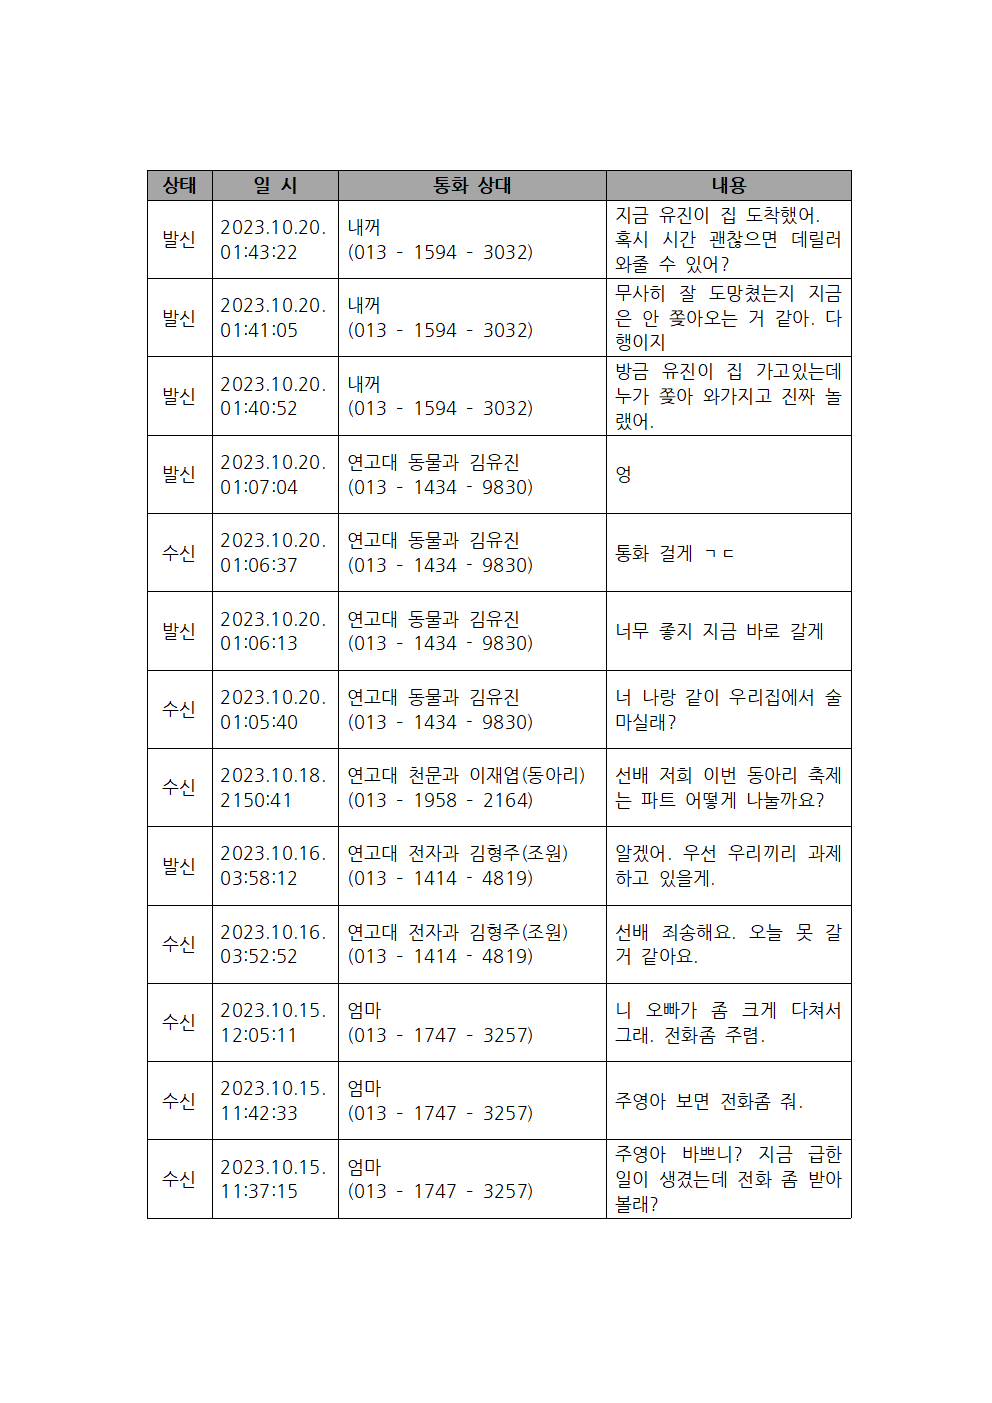 상태 일 시 통화 상대 내용
발신
2023.10.20.
01:43:22
내꺼
(013 - 1594 - 3032)
지금 유진이 집 도착했어.
혹시 시간 괜찮으면 데릴러
와줄 수 있어?
발신
2023.10.20.
01:41:05
내꺼
(013 - 1594 - 3032)
무사히 잘 도망쳤는지 지금
은 안 쫓아오는 거 같아. 다
행이지
발신
2023.10.20.
01:40:52
내꺼
(013 - 1594 - 3032)
방금 유진이 집 가고있는데
누가 쫓아 와가지고 진짜 놀
랬어.
발신
2023.10.20.
01:07:04
연고대 동물과 김유진
(013 - 1434 - 9830)
엉
수신
2023.10.20.
01:06:37
연고대 동물과 김유진
(013 - 1434 - 9830)
통화 걸게 ㄱㄷ
발신
2023.10.20.
01:06:13
연고대 동물과 김유진
(013 - 1434 - 9830)
너무 좋지 지금 바로 갈게
수신
2023.10.20.
01:05:40
연고대 동물과 김유진
(013 - 1434 - 9830)
너 나랑 같이 우리집에서 술
마실래?
수신
2023.10.18.
2150:41
연고대 천문과 이재엽(동아리)
(013 - 1958 - 2164)
선배 저희 이번 동아리 축제
는 파트 어떻게 나눌까요?
발신
2023.10.16.
03:58:12
연고대 전자과 김형주(조원)
(013 - 1414 - 4819)
알겠어. 우선 우리끼리 과제
하고 있을게.
수신
2023.10.16.
03:52:52
연고대 전자과 김형주(조원)
(013 - 1414 - 4819)
선배 죄송해요. 오늘 못 갈
거 같아요.
수신
2023.10.15.
12:05:11
엄마
(013 - 1747 - 3257)
니 오빠가 좀 크게 다쳐서
그래. 전화좀 주렴.
수신
2023.10.15.
11:42:33
엄마
(013 - 1747 - 3257)
주영아 보면 전화좀 줘.
수신
2023.10.15.
11:37:15
엄마
(013 - 1747 - 3257)
주영아 바쁘니? 지금 급한
일이 생겼는데 전화 좀 받아
볼래?